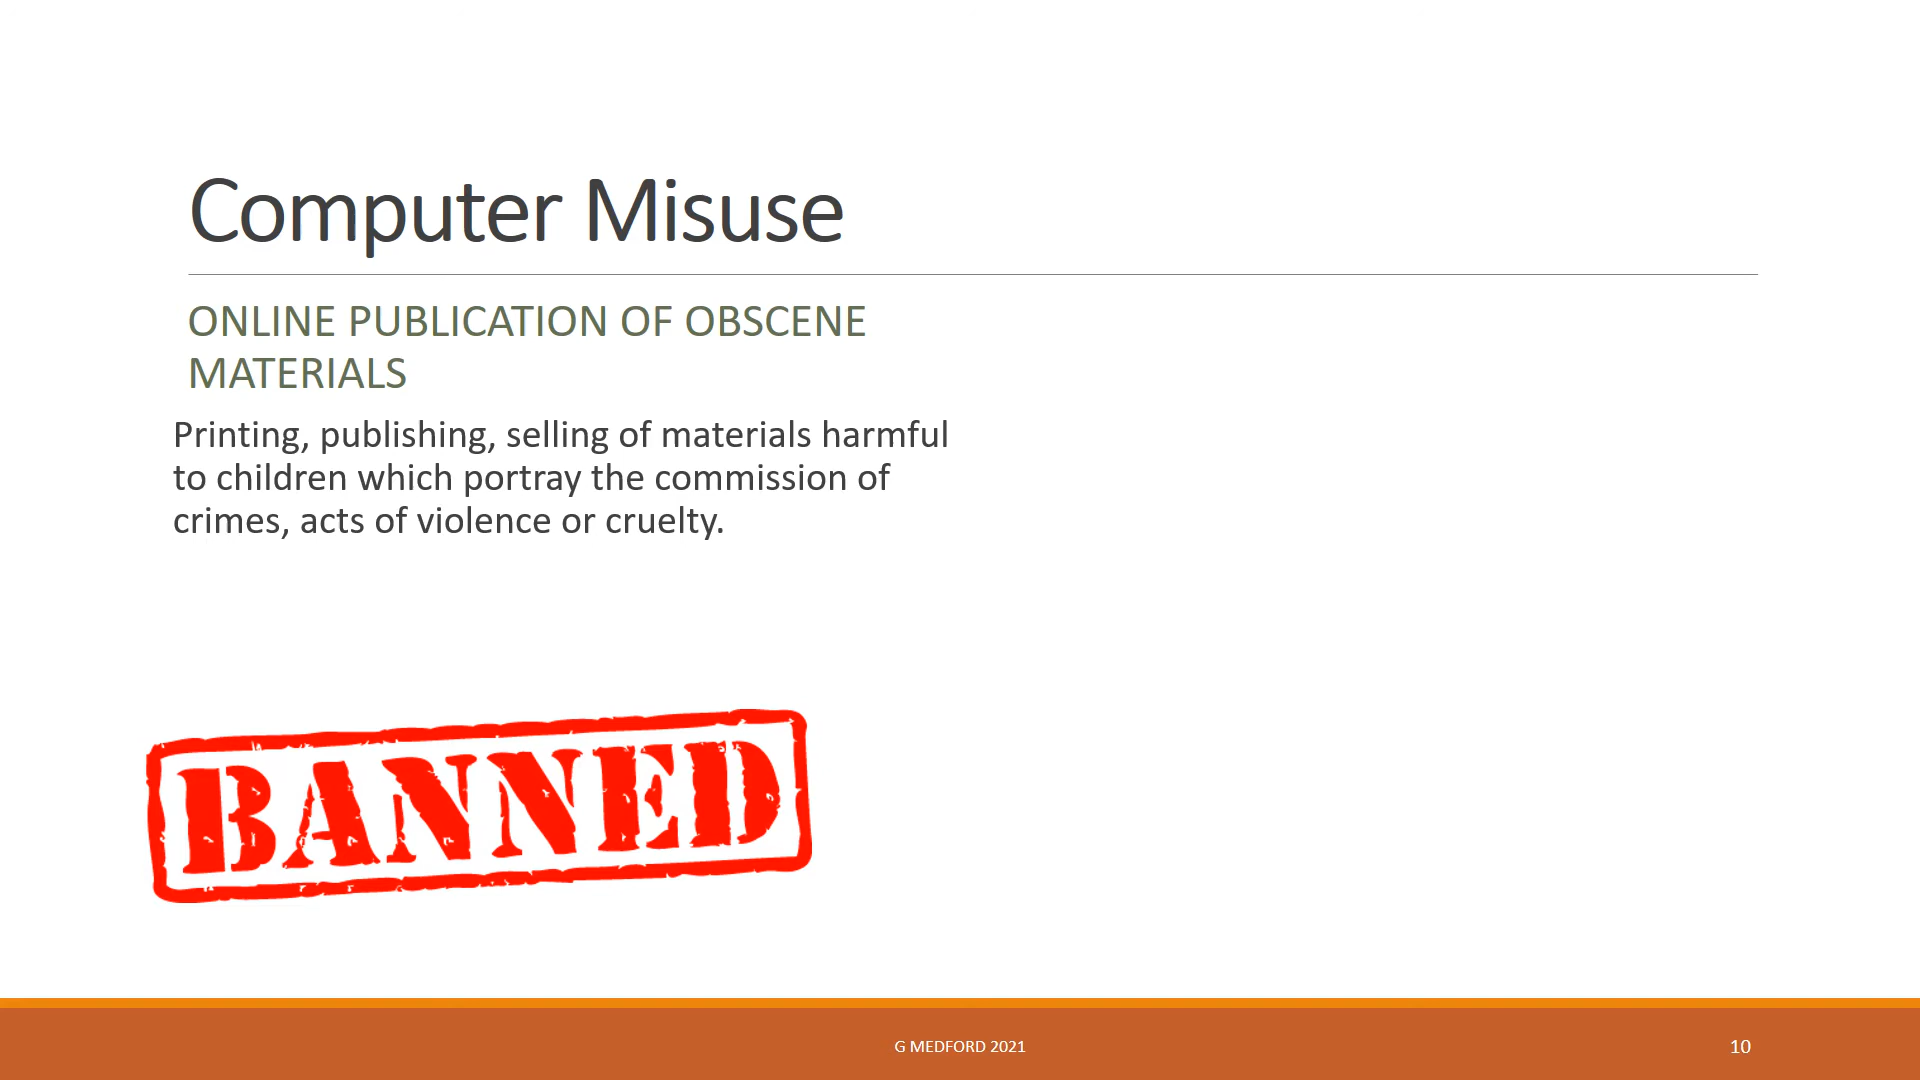 Computer Misuse
ONLINE PUBLICATION OF OBSCENE
MATERIALS
Printing, publishing, selling of materials harmful
to children which portray the commission of
crimes, acts of violence or cruelty.
BANNED
G MEDFORD 2021
10